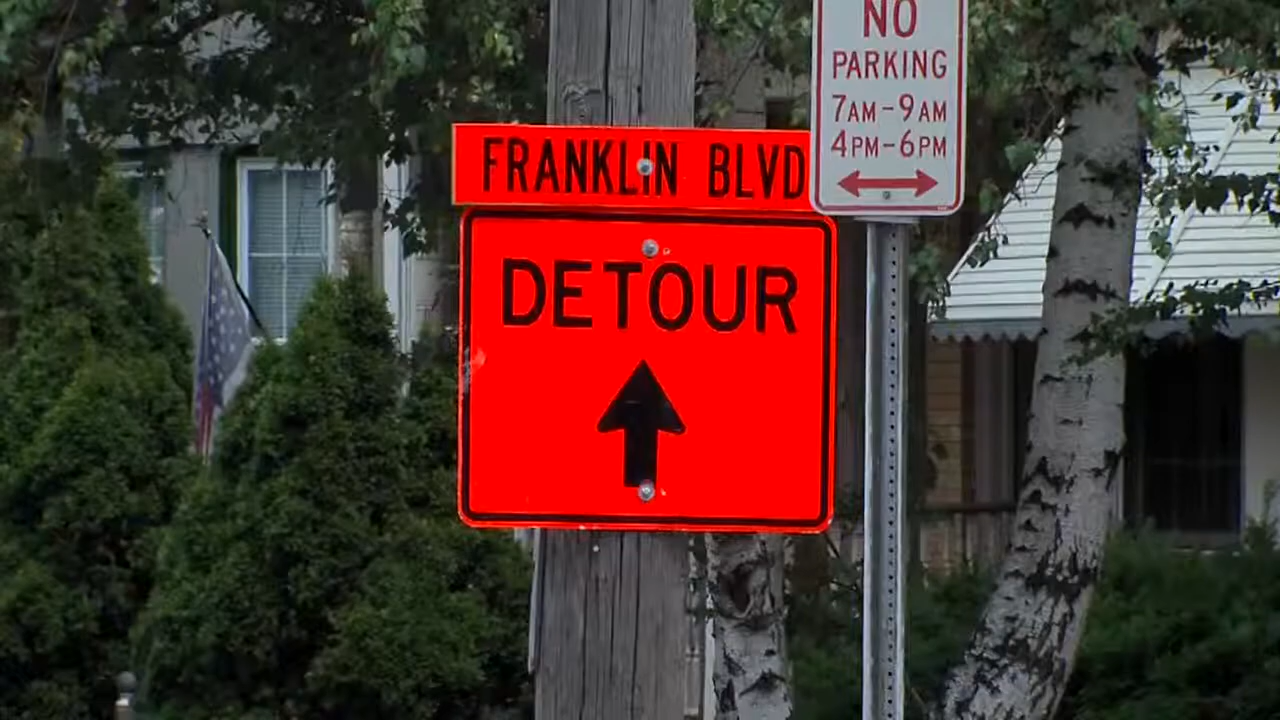 NO
PARKING
7AM-9AM
4PM-6PM
FRANKLIN BLVD
DETOUR